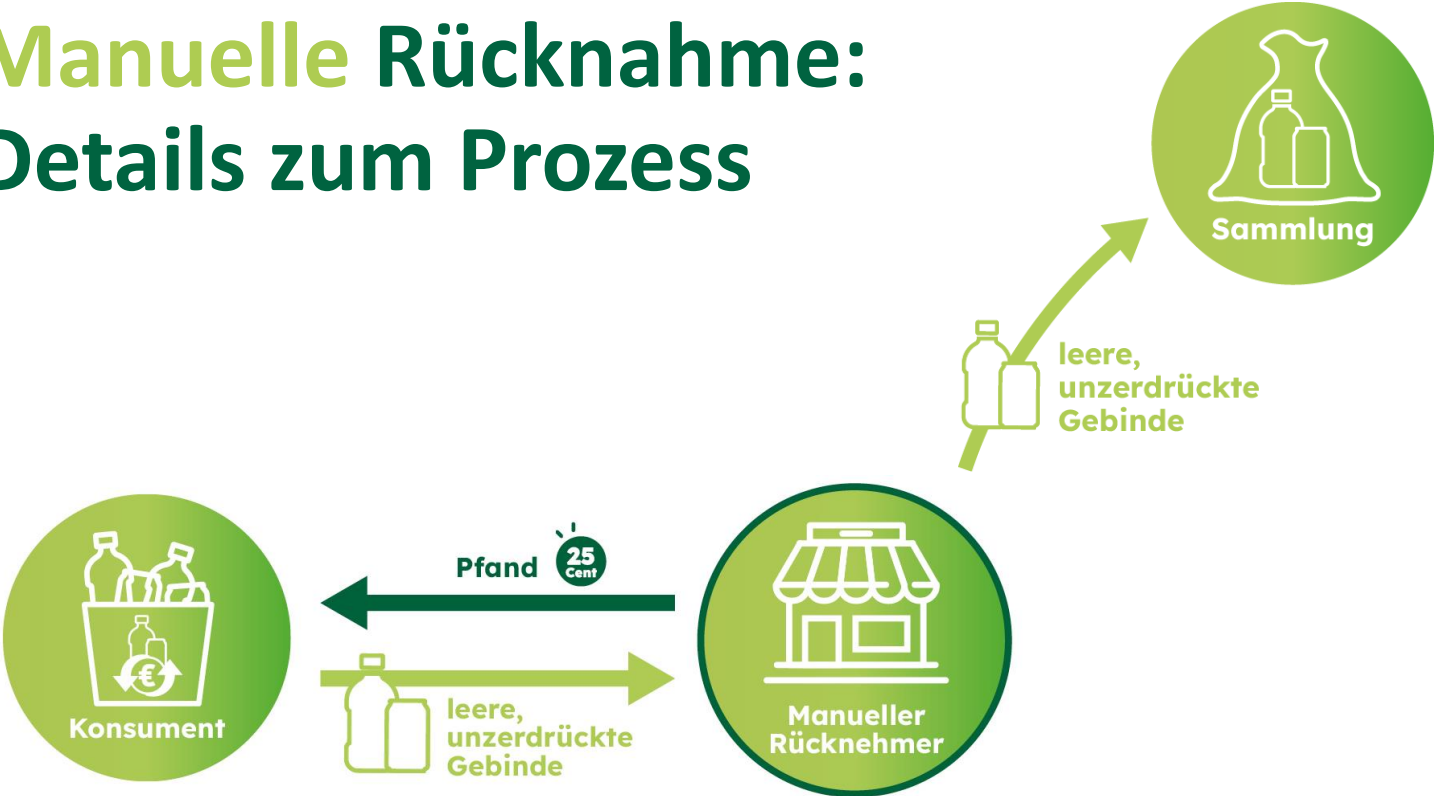 Manuelle Rücknahme:
Details zum Prozess
Sammlung
leere,
unzerdrückte
Gebinde
Pfand 25 Cent
Konsument
leere,
unzerdrückte
Gebinde
Manueller
Rücknehmer
€